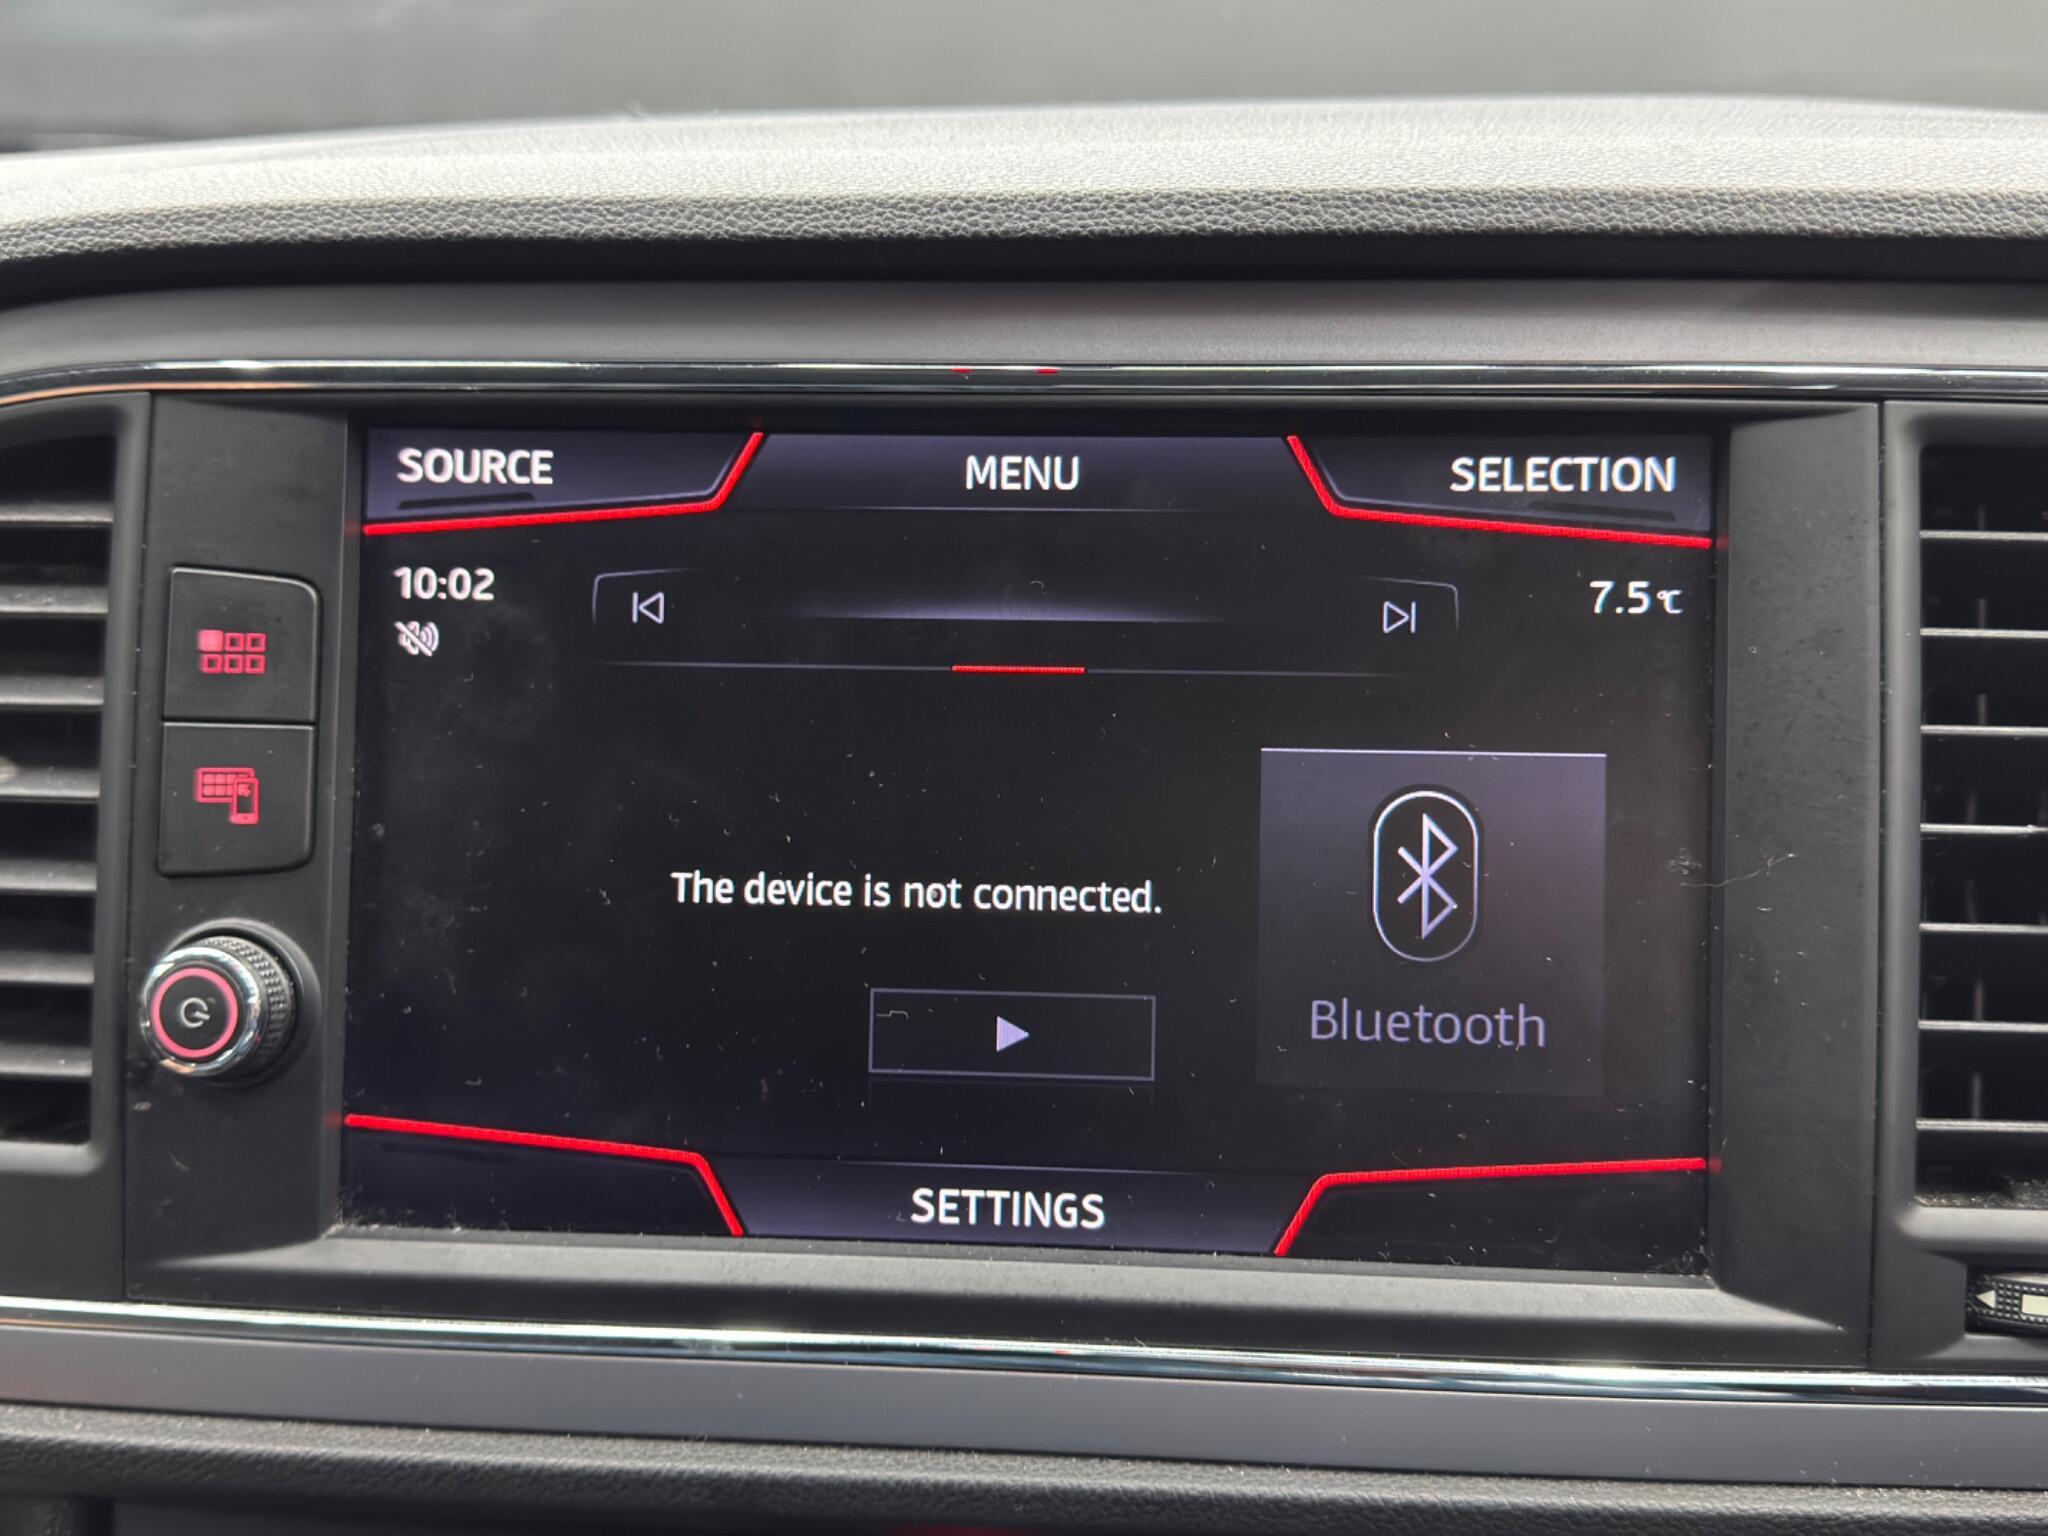 SOURCE
MENU
SELECTION
10:02
7.5℃
The device is not connected.
Bluetooth
SETTINGS